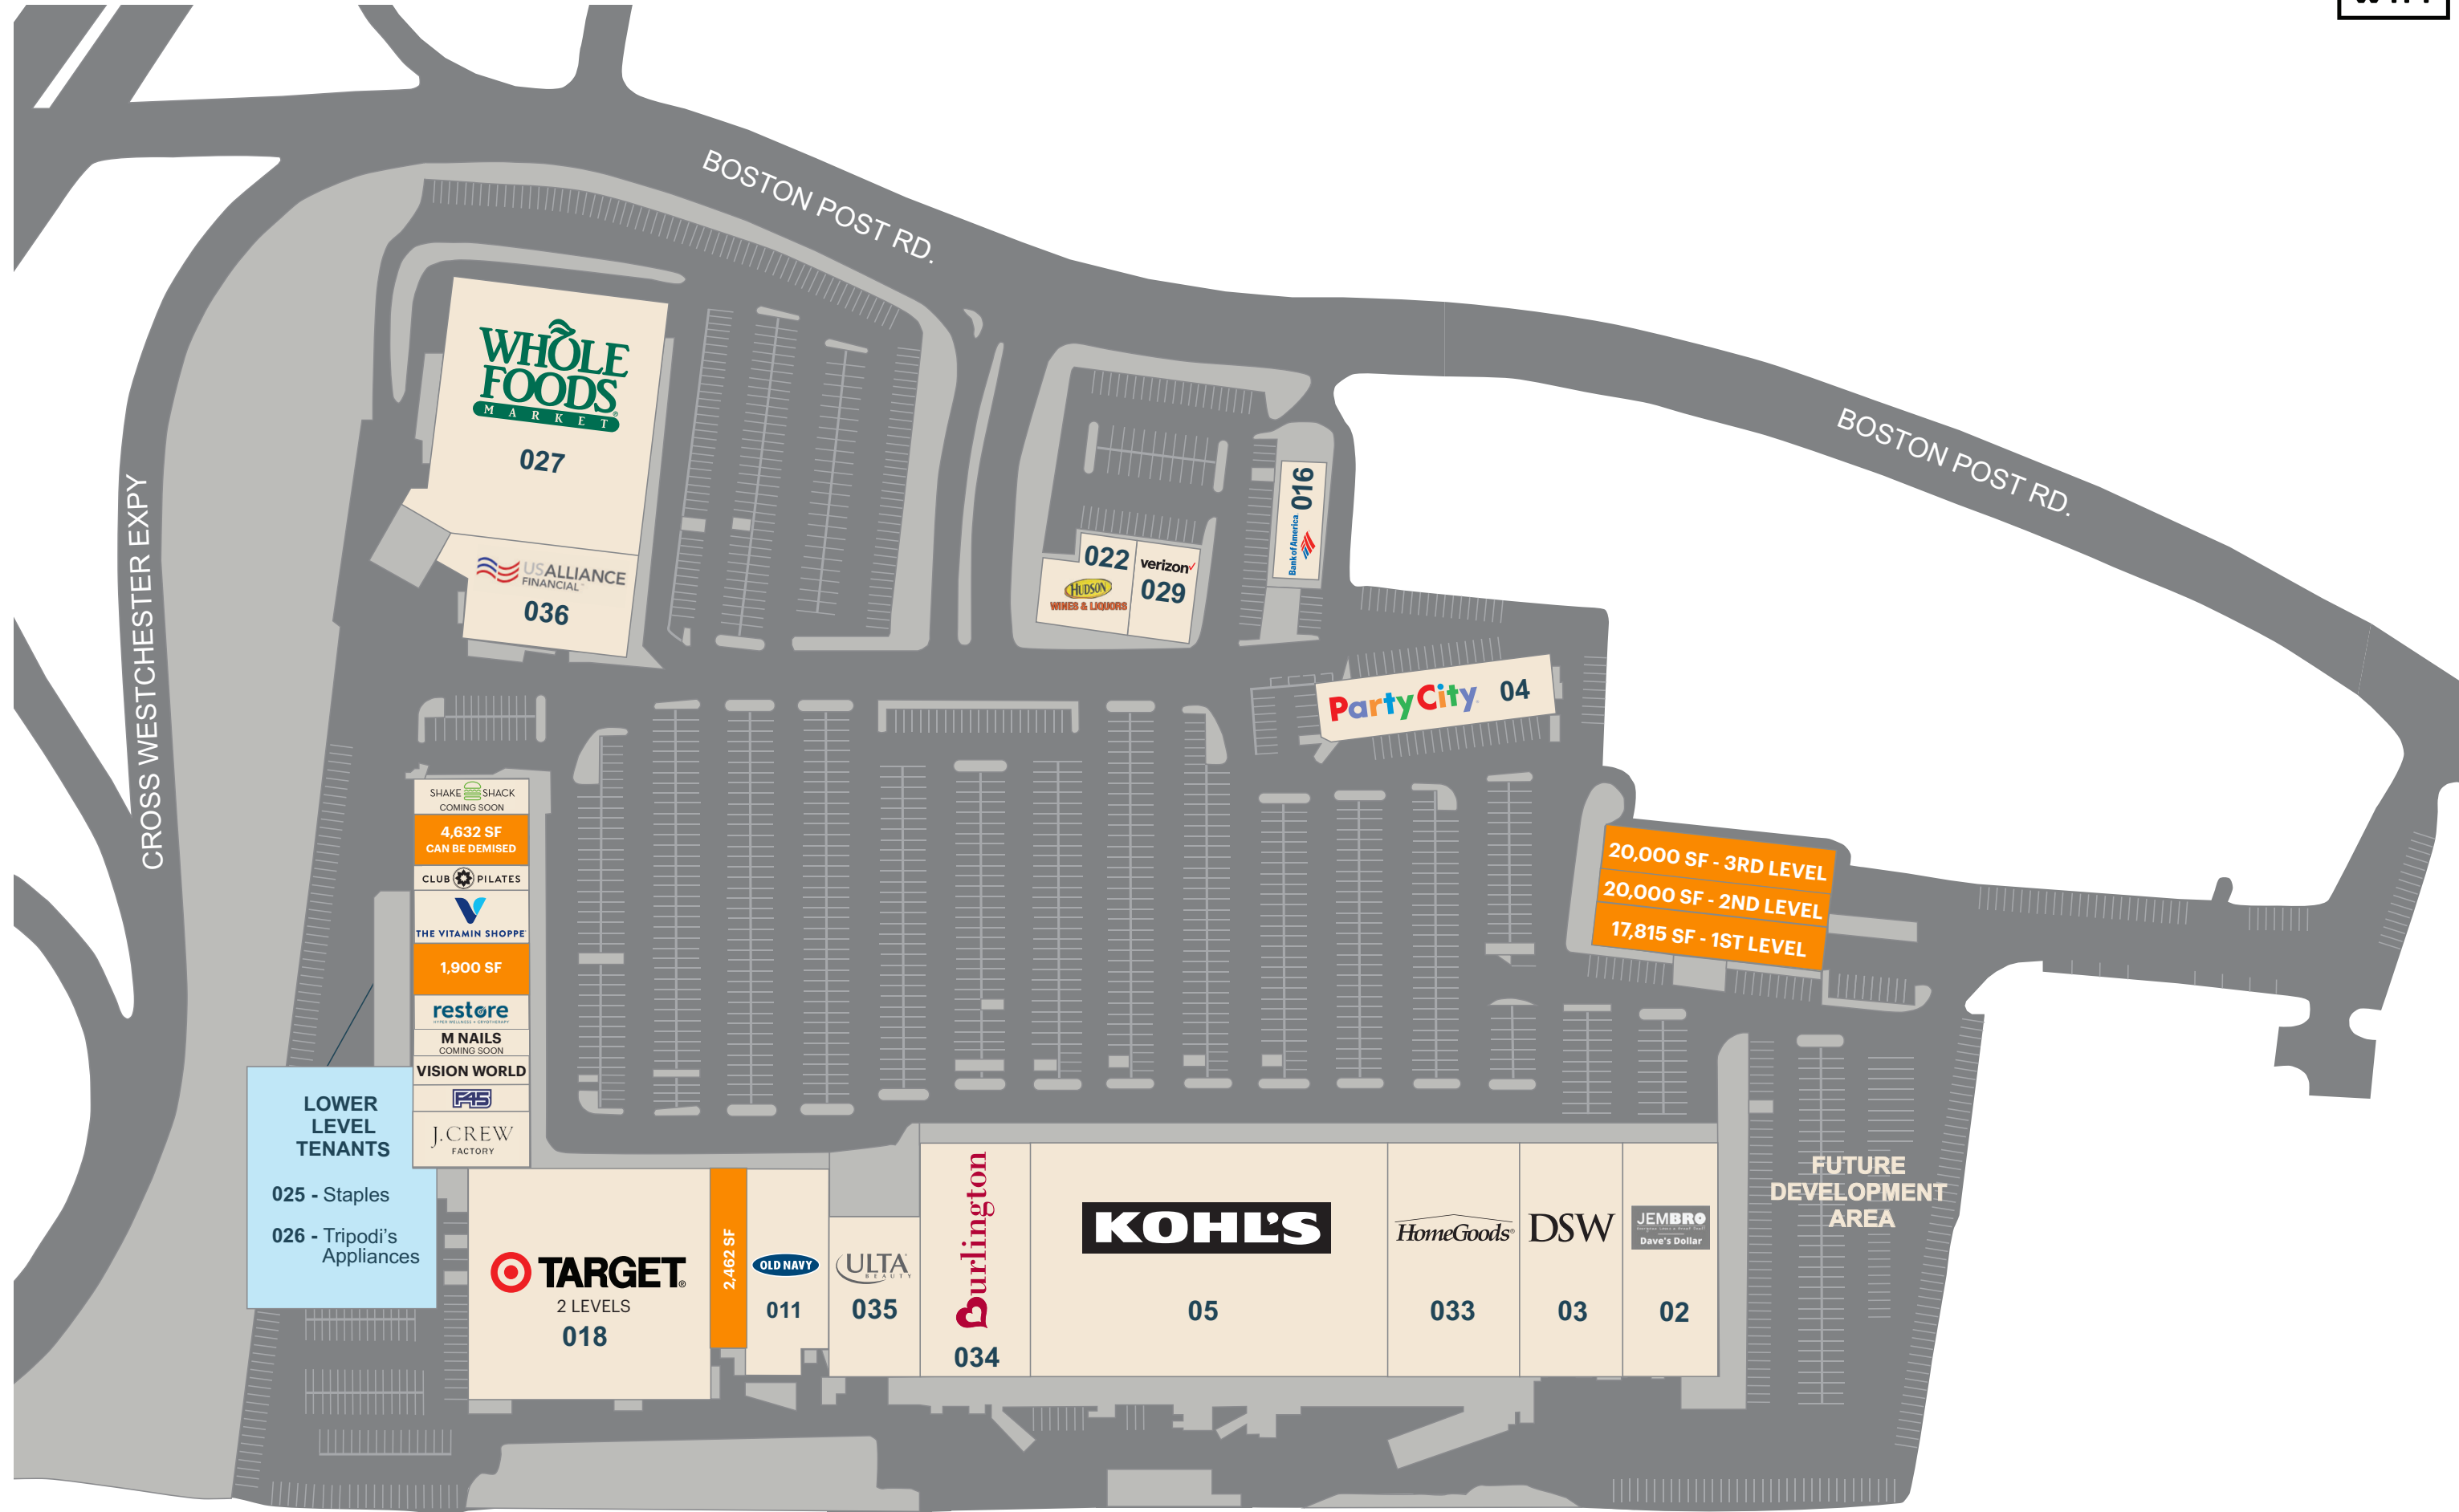 BOSTON POST RD.
BOSTON POST RD.
CROSS WESTCHESTER EXPY
WHOLE
FOODS
MARKET
027
USALLIANCE
FINANCIAL
036
022
HUDSON
WINES & LIQUORS
verizon
029
Bank of America
016
Party City
04
SHAKE SHACK
COMING SOON
4,632 SF
CAN BE DEMISED
CLUB PILATES
THE VITAMIN SHOPPE
1,900 SF
restore
HYPER WELLNESS + CRYOTHERAPY
M NAILS
COMING SOON
VISION WORLD
F45
J.CREW
FACTORY
20,000 SF - 3RD LEVEL
20,000 SF - 2ND LEVEL
17,815 SF - 1ST LEVEL
LOWER
LEVEL
TENANTS
025 - Staples
026 - Tripodi's
Appliances
TARGET
2 LEVELS
018
2,462 SF
OLD NAVY
011
ULTA
BEAUTY
035
Burlington
034
KOHL'S
05
HomeGoods
033
DSW
03
JEMBRO
Dave's Dollar
02
FUTURE
DEVELOPMENT
AREA